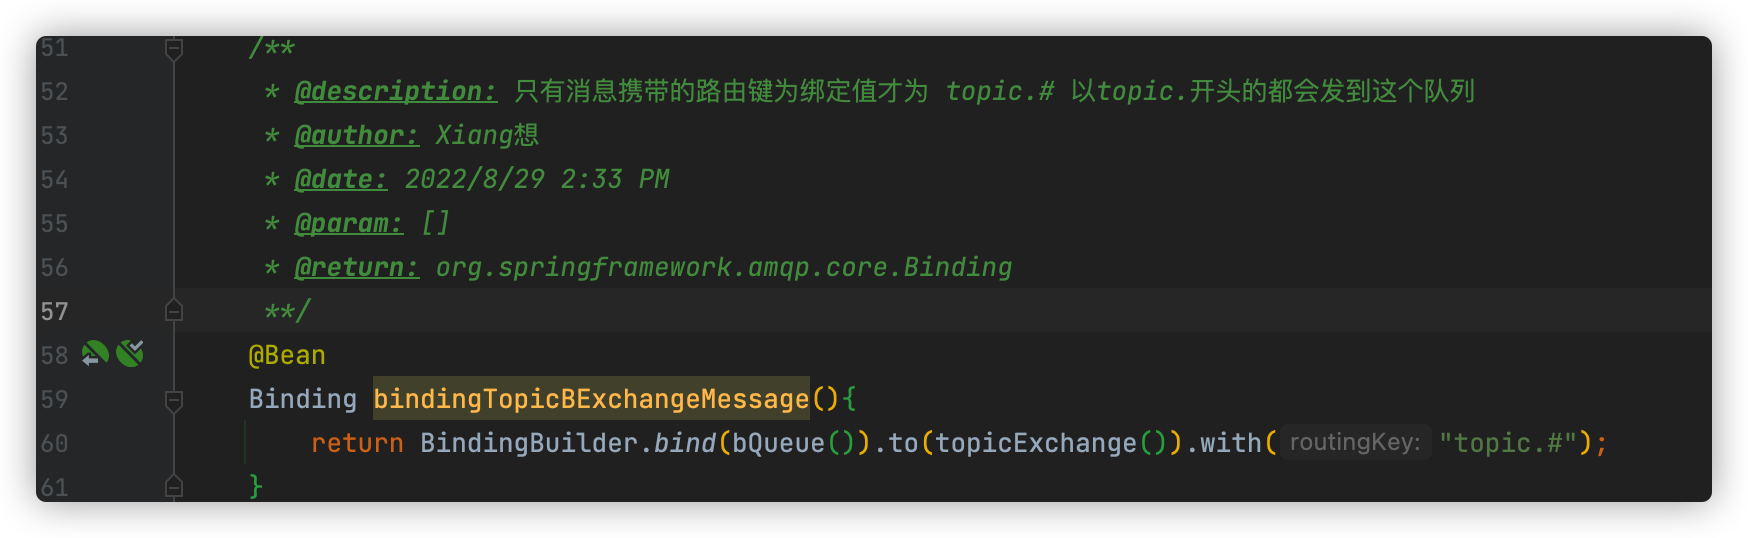 51 /**
52 * @description: 只有消息携带的路由键为绑定值才为 topic.# 以topic.开头的都会发到这个队列
53 * @author: Xiang想
54 * @date: 2022/8/29 2:33 PM
55 * @param: []
56 * @return: org.springframework.amqp.core.Binding
57 **/
58 @Bean
59 Binding bindingTopicBExchangeMessage(){
60 return BindingBuilder.bind(bQueue()).to(topicExchange()).with( routingKey: "topic.#");
61 }